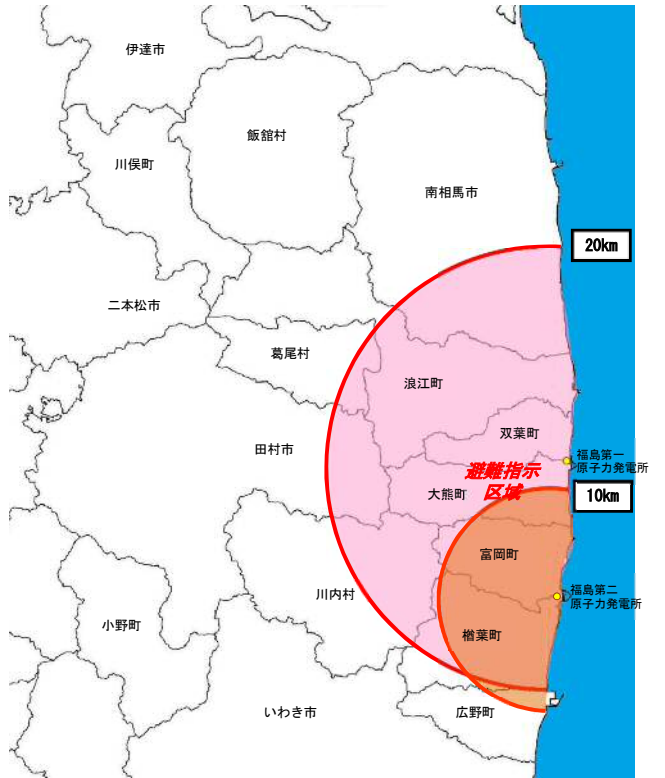 伊達市
飯舘村
川俣町
南相馬市
20km
二本松市
葛尾村
浪江町
双葉町
田村市
福島第一
原子力発電所
避難指示
区域
大熊町
10km
富岡町
福島第二
原子力発電所
川内村
小野町
楢葉町
いわき市
広野町